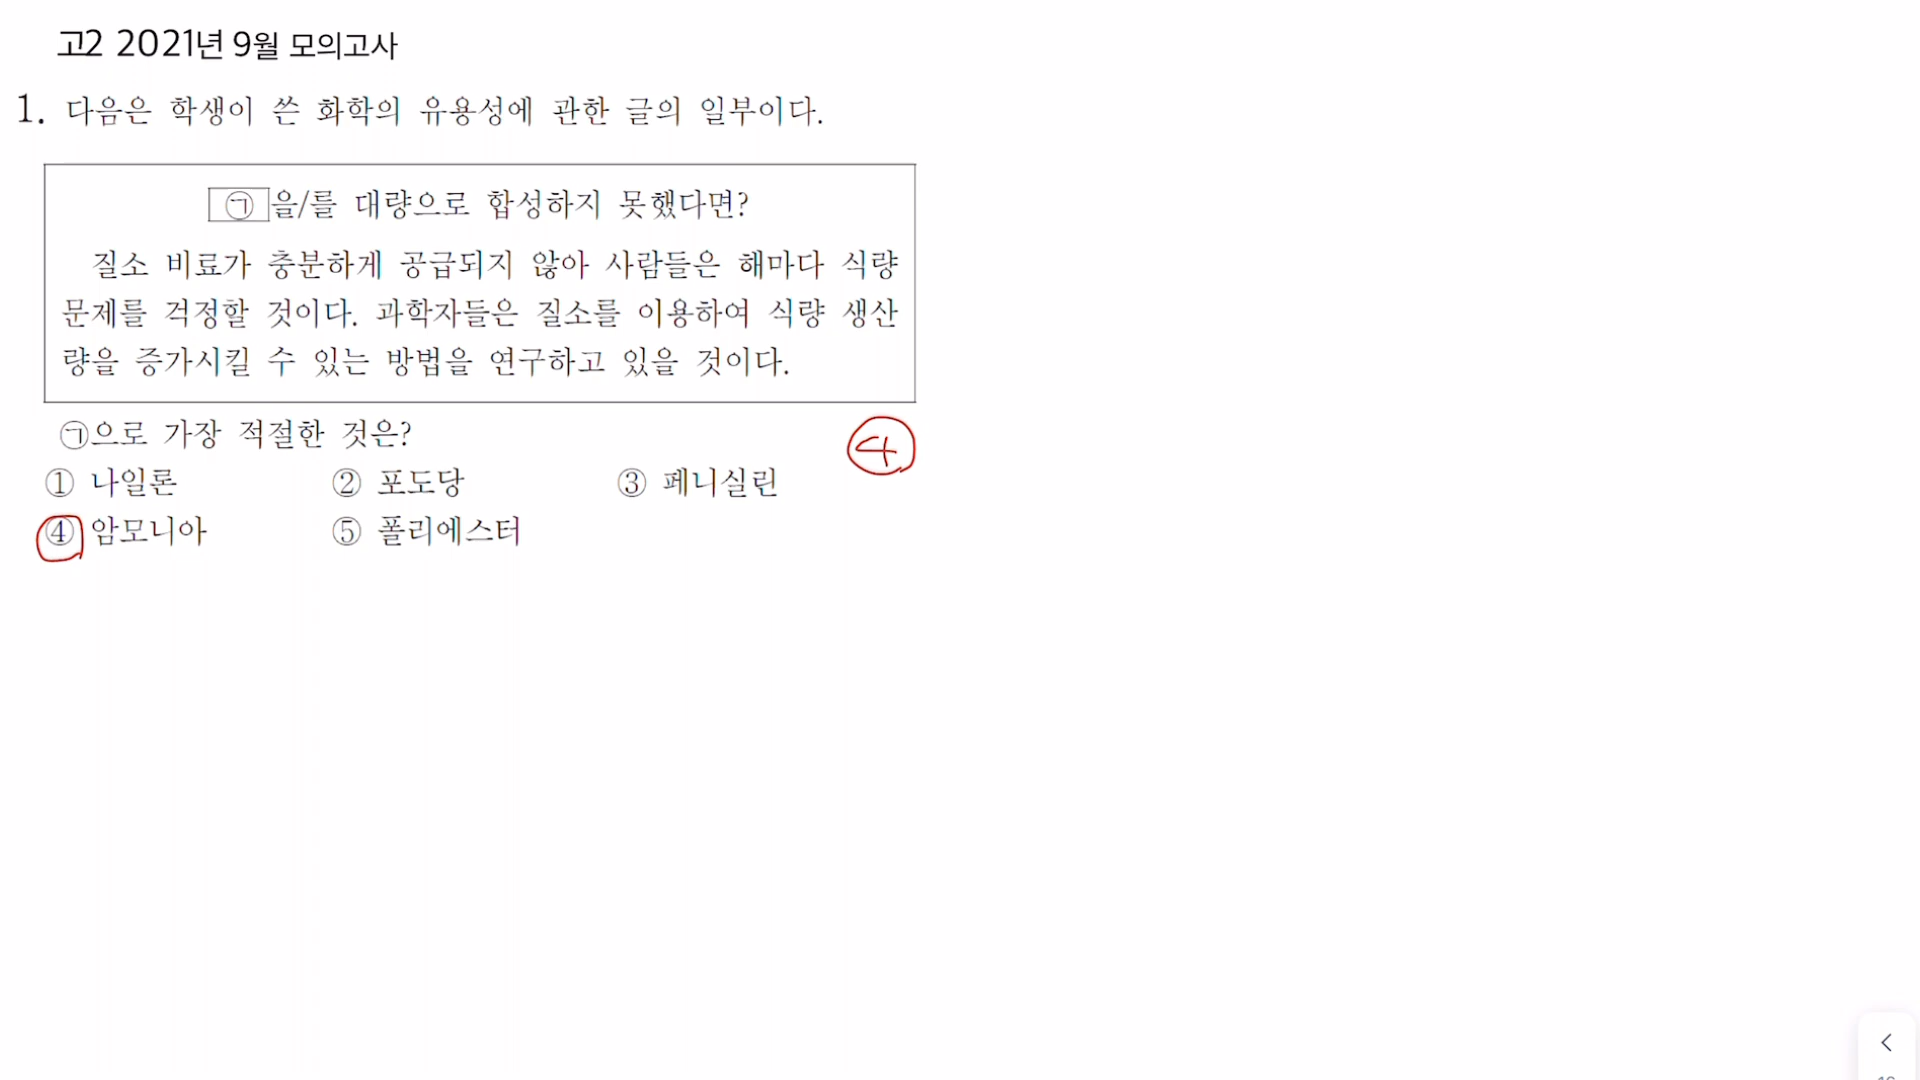 고2 2021년 9월 모의고사
1. 다음은 학생이 쓴 화학의 유용성에 관한 글의 일부이다.
㉠을/를 대량으로 합성하지 못했다면?
질소 비료가 충분하게 공급되지 않아 사람들은 해마다 식량
문제를 걱정할 것이다. 과학자들은 질소를 이용하여 식량 생산
량을 증가시킬 수 있는 방법을 연구하고 있을 것이다.
㉠으로 가장 적절한 것은?
4
① 나일론 ② 포도당 ③ 페니실린
④ 암모니아 ⑤ 폴리에스터